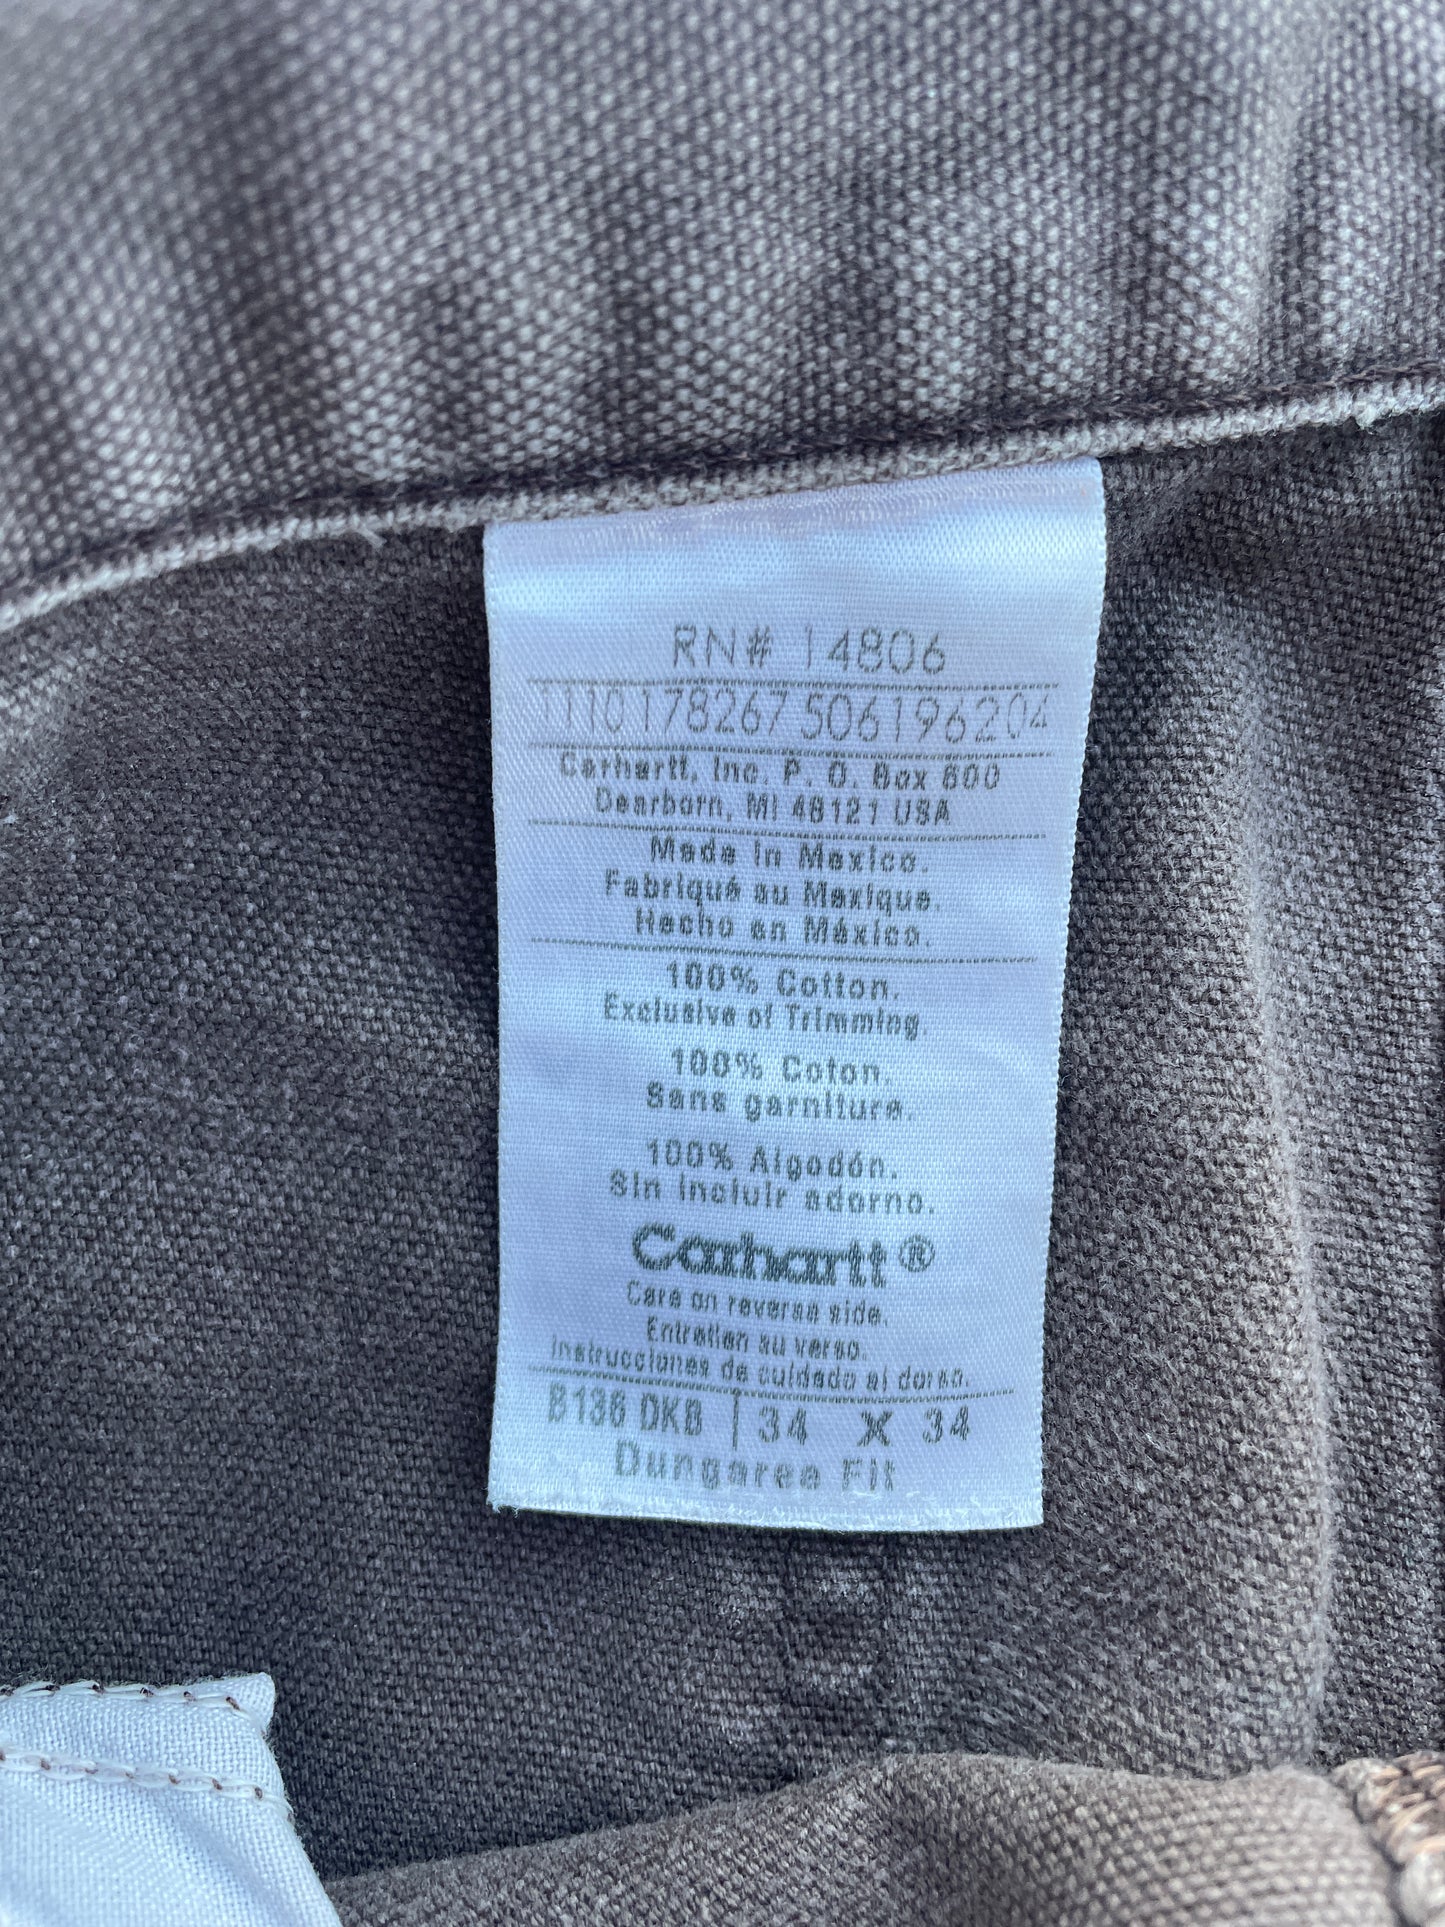 RN# 14806
1110178267 506196204
Carhartt, Inc. P. O. Box 600
Dearborn, MI 48121 USA
Made in Mexico.
Fabriqué au Mexique.
Hecho en México.
100% Cotton.
Exclusive of Trimming.
100% Coton.
Sans garniture.
100% Algodón.
Sin incluir adorno.
Carhartt®
Care on reverse side.
Entretien au verso.
Instrucciones de cuidado al dorso.
B136 DKB | 34 X 34
Dungaree Fit